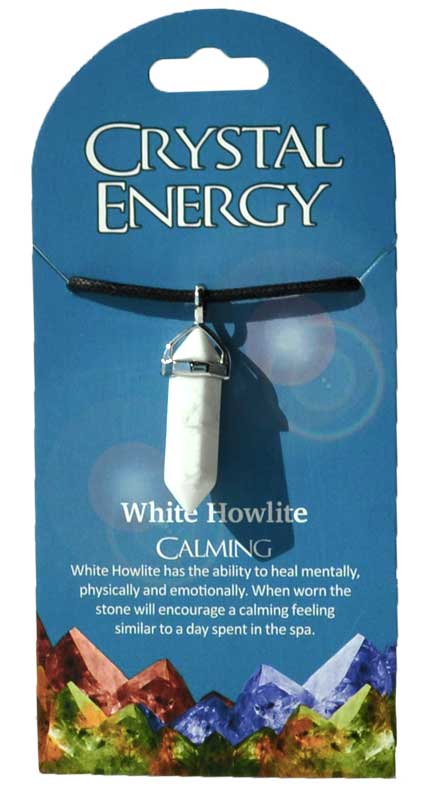 CRYSTAL
ENERGY
White Howlite
CALMING
White Howlite has the ability to heal mentally,
physically and emotionally. When worn the
stone will encourage a calming feeling
similar to a day spent in the spa.